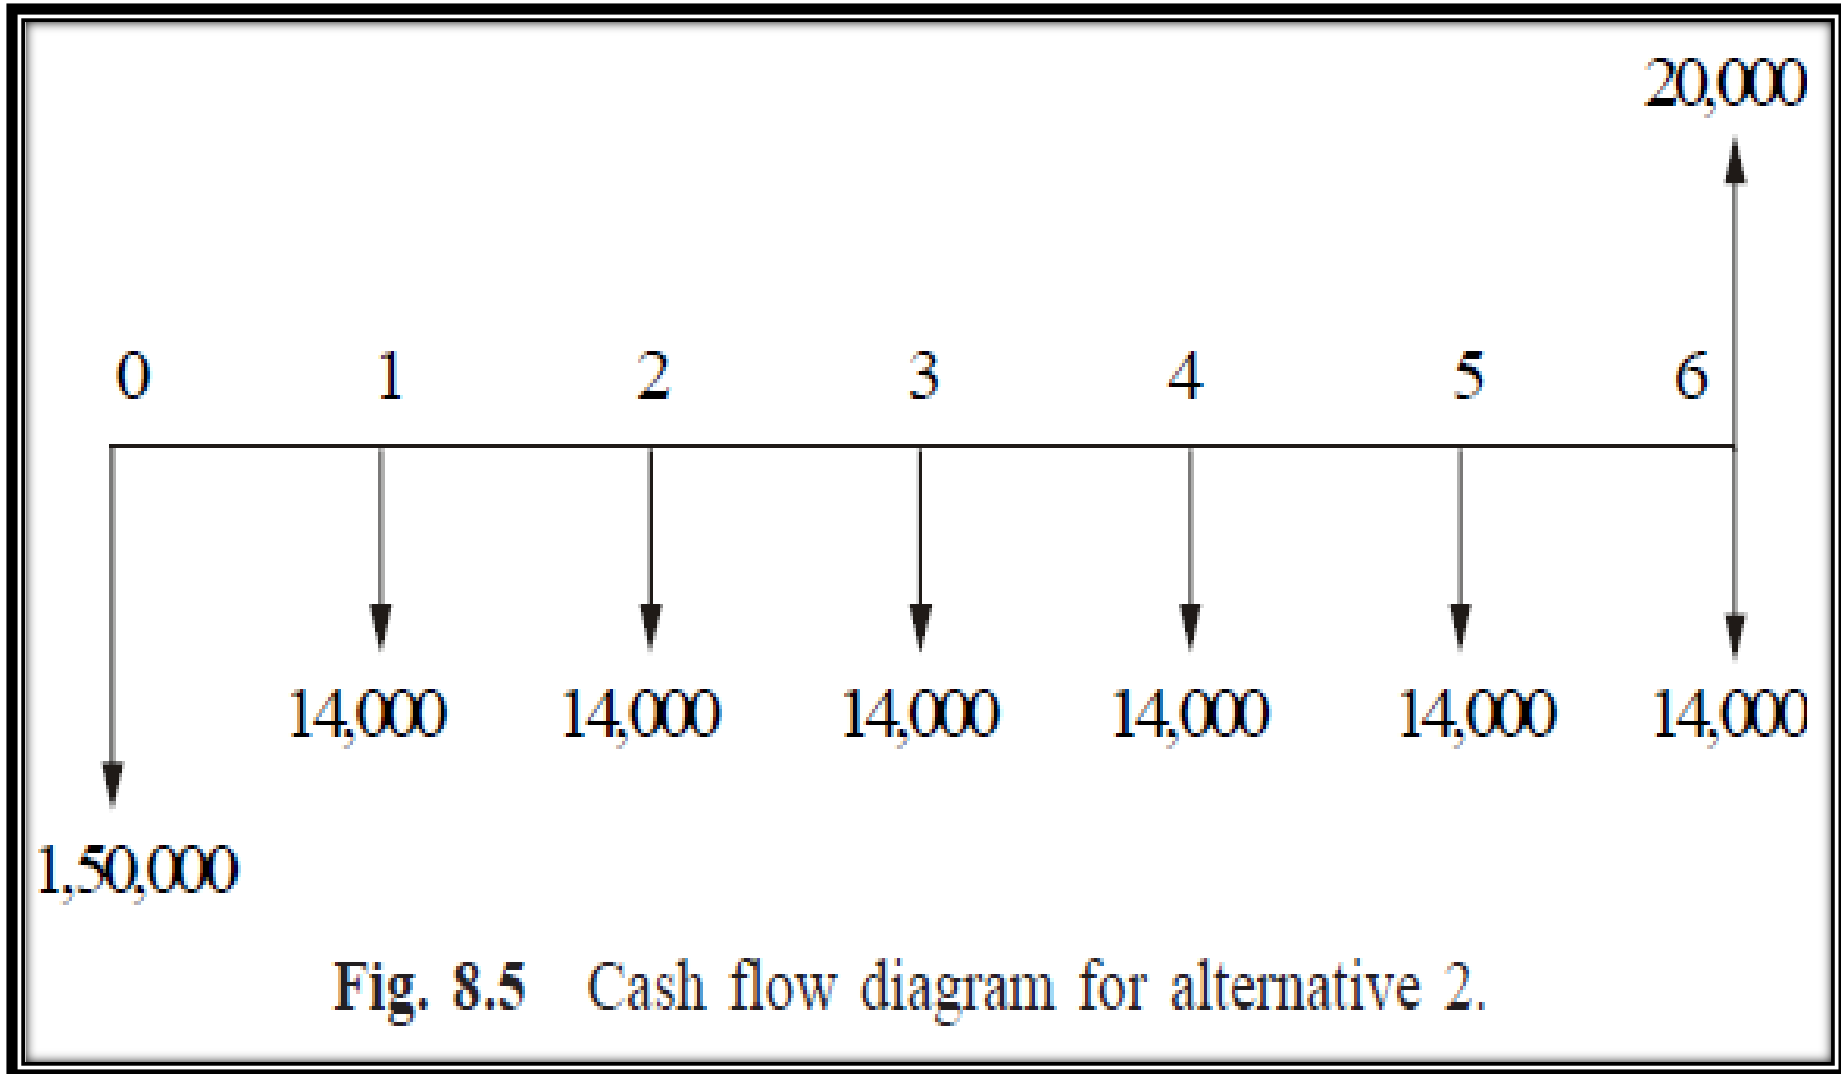 20,000
0 1 2 3 4 5 6
14,000 14,000 14,000 14,000 14,000 14,000
1,50,000
Fig. 8.5 Cash flow diagram for alternative 2.